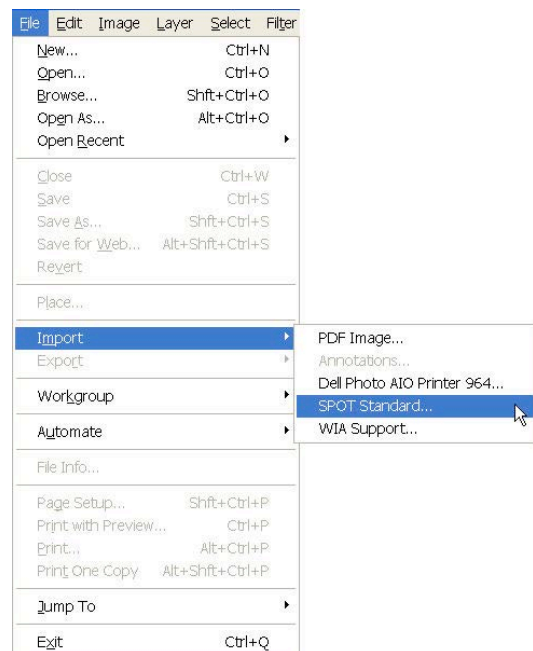 File Edit Image Layer Select Filter
New... Ctrl+N
Open... Ctrl+O
Browse... Shft+Ctrl+O
Open As... Alt+Ctrl+O
Open Recent
Close Ctrl+W
Save Ctrl+S
Save As... Shft+Ctrl+S
Save for Web... Alt+Shft+Ctrl+S
Revert
Place...
Import
Export
Workgroup
Automate
File Info...
Page Setup... Shft+Ctrl+P
Print with Preview... Ctrl+P
Print... Alt+Ctrl+P
Print One Copy Alt+Shft+Ctrl+P
Jump To
Exit Ctrl+Q
PDF Image...
Annotations...
Dell Photo AIO Printer 964...
SPOT Standard...
WIA Support...